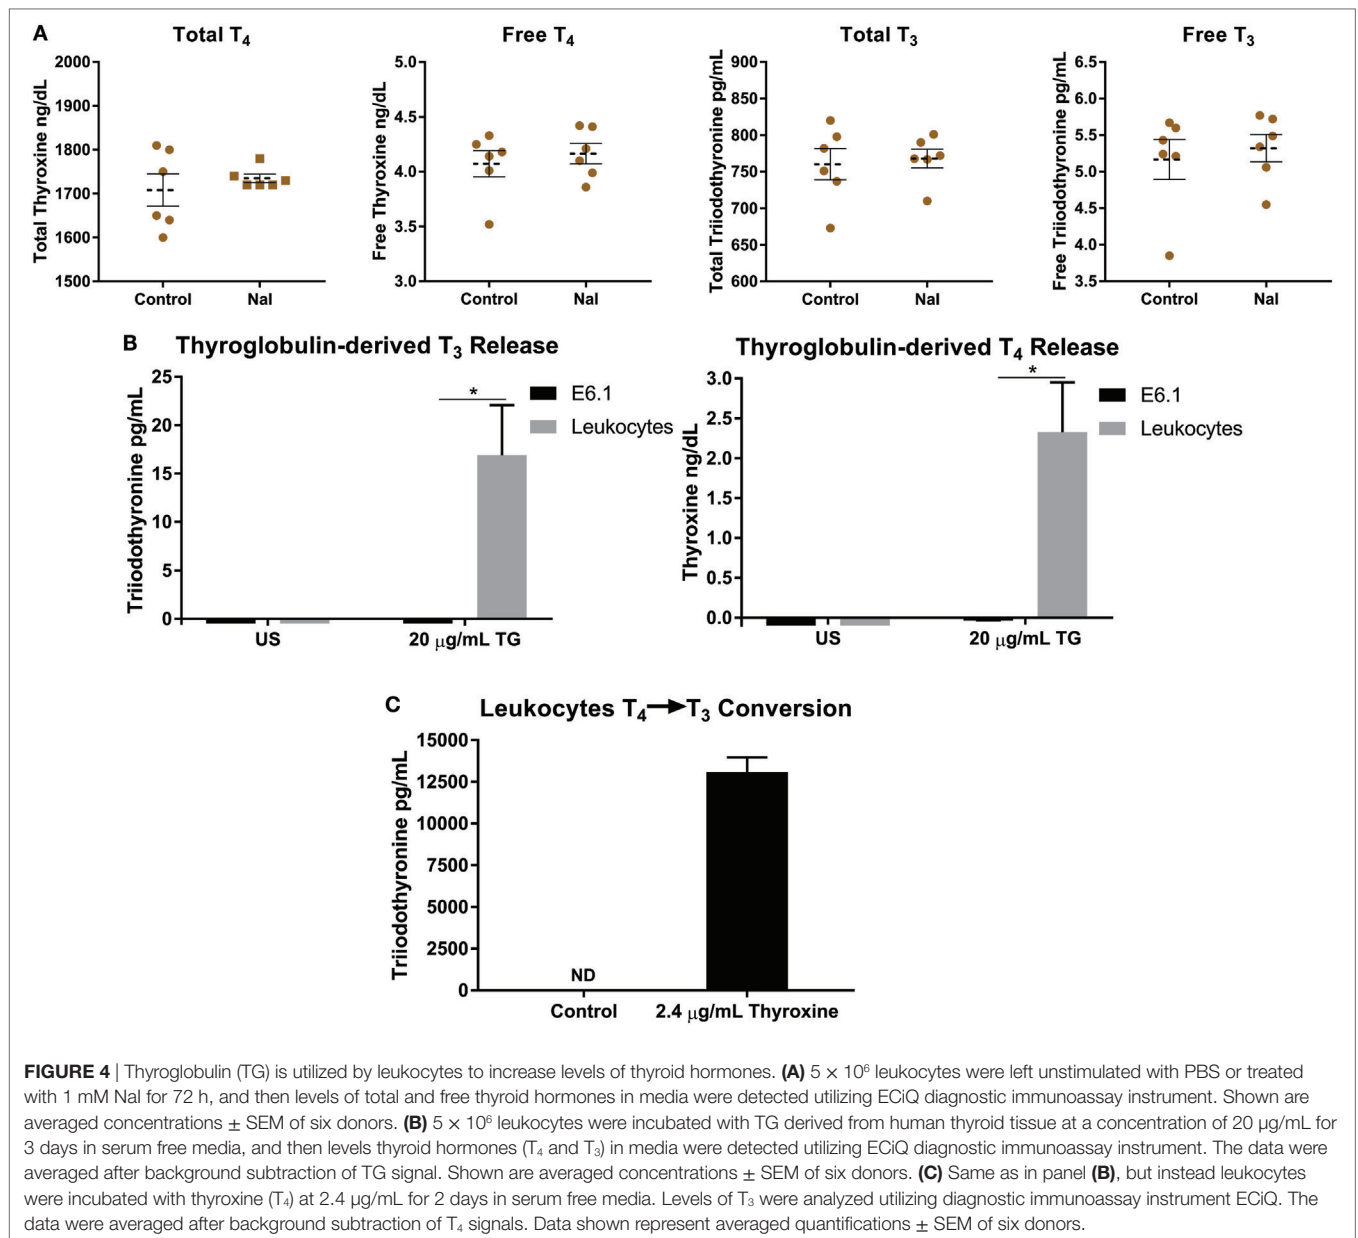 A
Total T4
Free T4
Total T3
Free T3
Total Thyroxine ng/dL
2000
1900
1800
1700
1600
1500
Control
NaI
Free Thyroxine ng/dL
5.0
4.5
4.0
3.5
3.0
Control
NaI
Total Triiodothyronine pg/mL
900
850
800
750
700
650
600
Control
NaI
Free Triiodothyronine pg/mL
6.5
6.0
5.5
5.0
4.5
4.0
3.5
Control
NaI
B
Thyroglobulin-derived T3 Release
Triiodothyronine pg/mL
25
20
15
10
5
0
*
E6.1
Leukocytes
US
20 μg/mL TG
Thyroglobulin-derived T4 Release
Thyroxine ng/dL
3.0
2.5
2.0
1.5
1.0
0.5
0.0
*
E6.1
Leukocytes
US
20 μg/mL TG
C
Leukocytes T4→T3 Conversion
Triiodothyronine pg/mL
15000
12500
10000
7500
5000
2500
0
ND
Control
2.4 μg/mL Thyroxine
FIGURE 4 | Thyroglobulin (TG) is utilized by leukocytes to increase levels of thyroid hormones. (A) 5 × 10⁶ leukocytes were left unstimulated with PBS or treated
with 1 mM NaI for 72 h, and then levels of total and free thyroid hormones in media were detected utilizing ECiQ diagnostic immunoassay instrument. Shown are
averaged concentrations ± SEM of six donors. (B) 5 × 10⁶ leukocytes were incubated with TG derived from human thyroid tissue at a concentration of 20 μg/mL for
3 days in serum free media, and then levels thyroid hormones (T₄ and T₃) in media were detected utilizing ECiQ diagnostic immunoassay instrument. The data were
averaged after background subtraction of TG signal. Shown are averaged concentrations ± SEM of six donors. (C) Same as in panel (B), but instead leukocytes
were incubated with thyroxine (T₄) at 2.4 μg/mL for 2 days in serum free media. Levels of T₃ were analyzed utilizing diagnostic immunoassay instrument ECiQ. The
data were averaged after background subtraction of T₄ signals. Data shown represent averaged quantifications ± SEM of six donors.